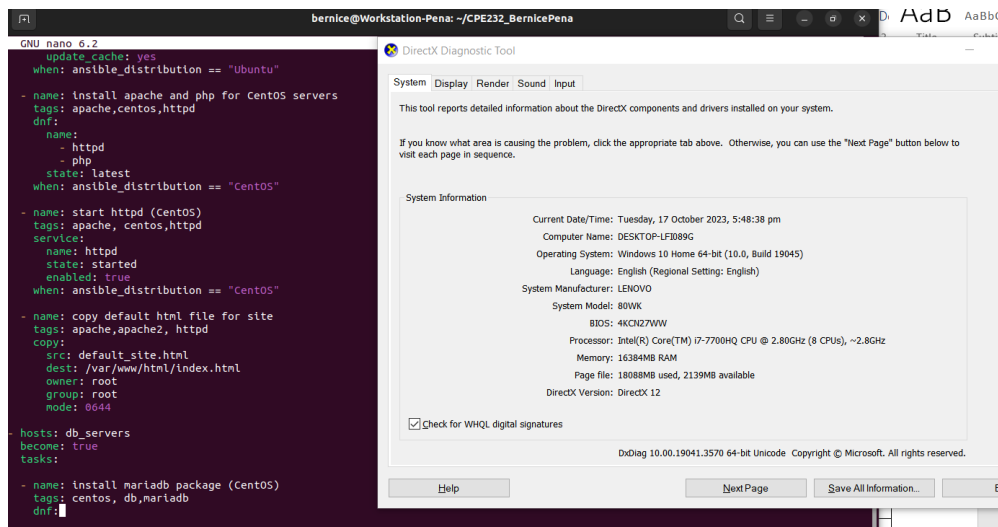 bernice@Workstation-Pena: ~/CPE232_BernicePena
AaB
AaBbC
GNU nano 6.2
update_cache: yes
when: ansible_distribution == "Ubuntu"
- name: install apache and php for CentOS servers
tags: apache,centos,httpd
dnf:
name:
- httpd
- php
state: latest
when: ansible_distribution == "CentOS"
- name: start httpd (CentOS)
tags: apache, centos,httpd
service:
name: httpd
state: started
enabled: true
when: ansible_distribution == "CentOS"
- name: copy default html file for site
tags: apache,apache2, httpd
copy:
src: default_site.html
dest: /var/www/html/index.html
owner: root
group: root
mode: 0644
- hosts: db_servers
become: true
tasks:
- name: install mariadb package (CentOS)
tags: centos, db,mariadb
dnf:
DirectX Diagnostic Tool
System Display Render Sound Input
This tool reports detailed information about the DirectX components and drivers installed on your system.
If you know what area is causing the problem, click the appropriate tab above. Otherwise, you can use the "Next Page" button below to
visit each page in sequence.
System Information
Current Date/Time: Tuesday, 17 October 2023, 5:48:38 pm
Computer Name: DESKTOP-LFI089G
Operating System: Windows 10 Home 64-bit (10.0, Build 19045)
Language: English (Regional Setting: English)
System Manufacturer: LENOVO
System Model: 80WK
BIOS: 4KCN27WW
Processor: Intel(R) Core(TM) i7-7700HQ CPU @ 2.80GHz (8 CPUs), ~2.8GHz
Memory: 16384MB RAM
Page file: 18088MB used, 2139MB available
DirectX Version: DirectX 12
Check for WHQL digital signatures
DxDiag 10.00.19041.3570 64-bit Unicode Copyright © Microsoft. All rights reserved.
Help
Next Page
Save All Information...